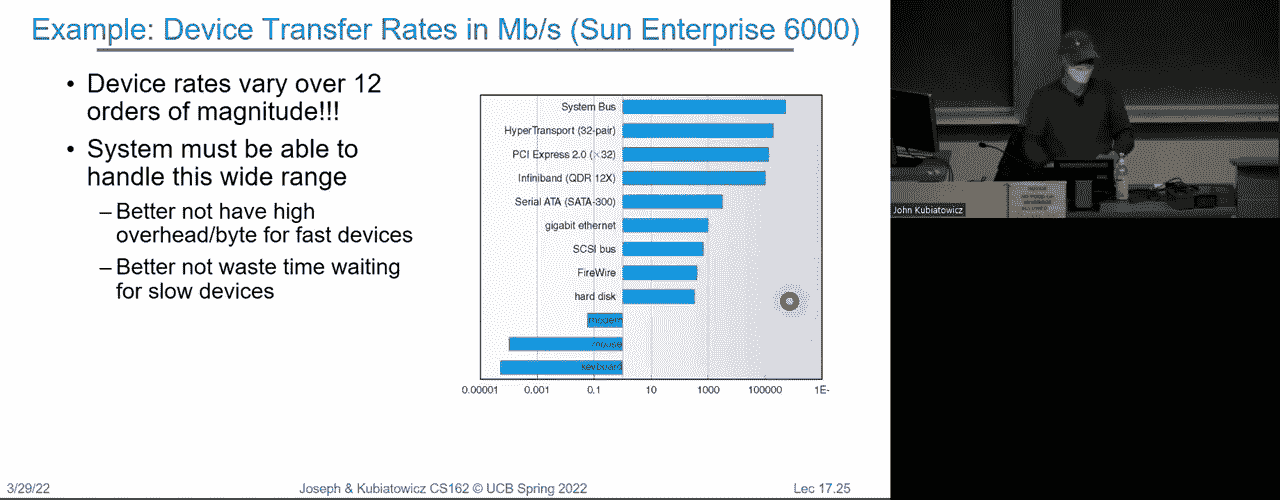 Example: Device Transfer Rates in Mb/s (Sun Enterprise 6000)
• Device rates vary over 12
orders of magnitude!!!
• System must be able to
handle this wide range
– Better not have high
overhead/byte for fast devices
– Better not waste time waiting
for slow devices
System Bus
HyperTransport (32-pair)
PCI Express 2.0 (×32)
Infiniband (QDR 12X)
Serial ATA (SATA-300)
gigabit ethernet
SCSI bus
FireWire
hard disk
modem
mouse
keyboard
0.00001 0.001 0.1 10 1000 100000 1E-
John Kubiatowicz
3/29/22
Joseph & Kubiatowicz CS162 © UCB Spring 2022
Lec 17.25